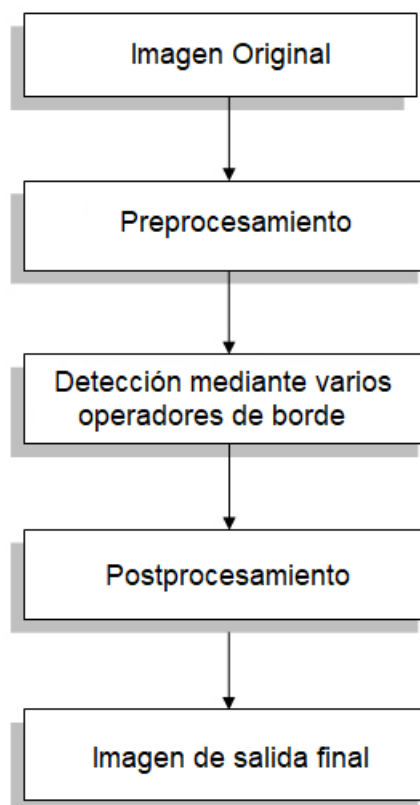 Imagen Original
Preprocesamiento
Detección mediante varios
operadores de borde
Postprocesamiento
Imagen de salida final